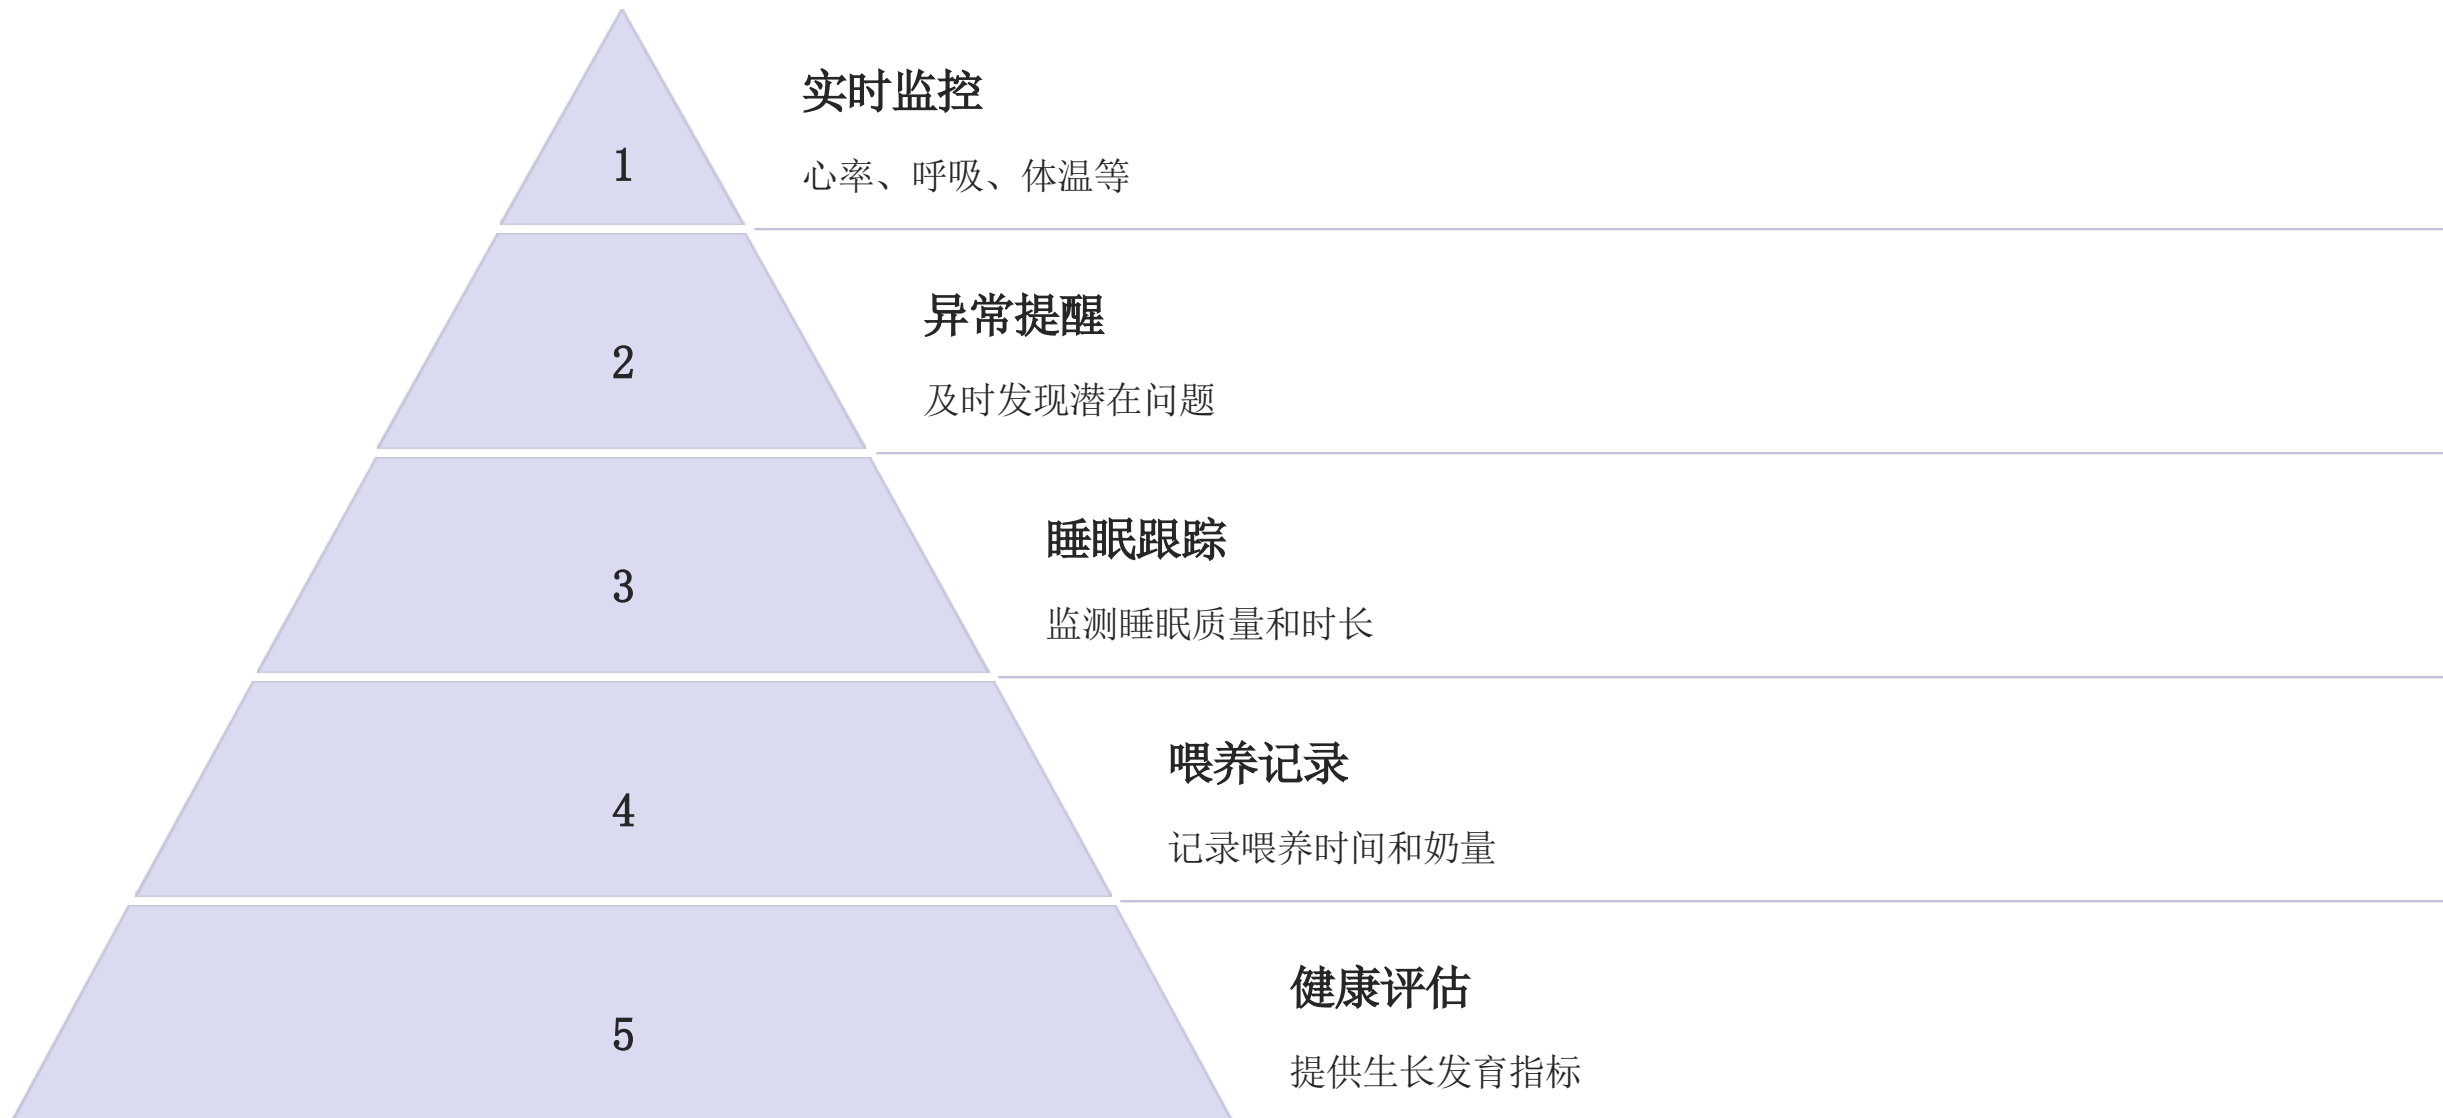 实时监控
1
心率、呼吸、体温等
异常提醒
2
及时发现潜在问题
睡眠跟踪
3
监测睡眠质量和时长
喂养记录
4
记录喂养时间和奶量
健康评估
5
提供生长发育指标